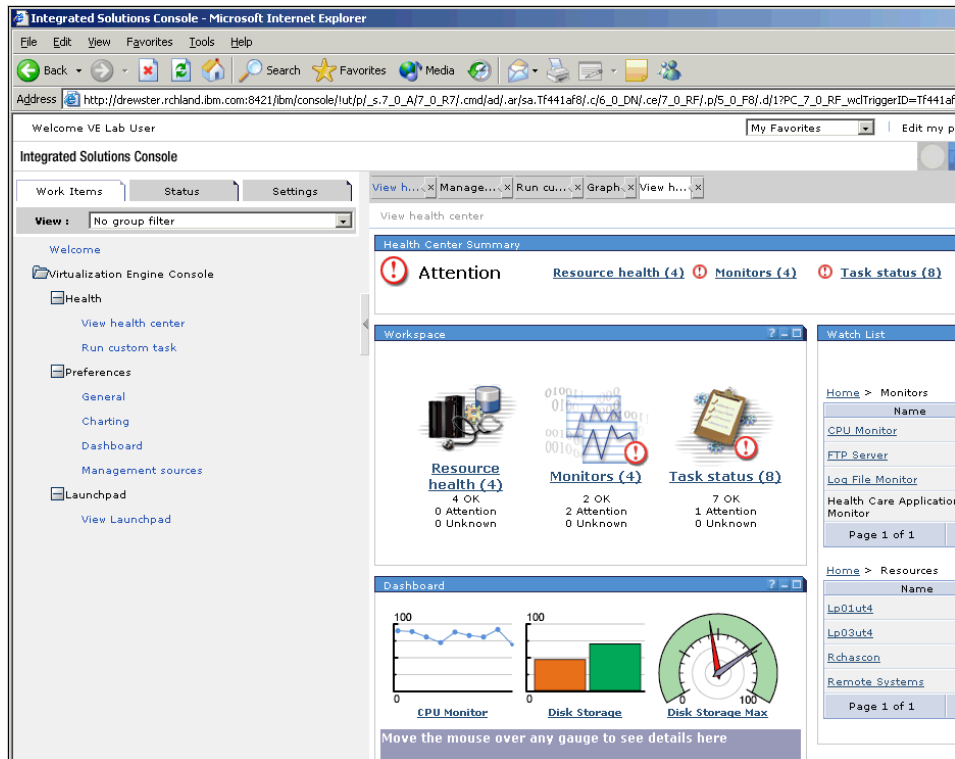 Integrated Solutions Console - Microsoft Internet Explorer
File Edit View Favorites Tools Help
Back Search Favorites Media
Address http://drewster.rchland.ibm.com:8421/ibm/console/!ut/p/_s.7_0_A/7_0_R7/.cmd/ad/.ar/sa.Tf441af8/.c/6_0_DN/.ce/7_0_RF/.p/5_0_F8/.d/1?PC_7_0_RF_wclTriggerID=Tf441af
Welcome VE Lab User My Favorites Edit my p
Integrated Solutions Console
Work Items Status Settings
View : No group filter
Welcome
Virtualization Engine Console
Health
View health center
Run custom task
Preferences
General
Charting
Dashboard
Management sources
Launchpad
View Launchpad
View h... Manage... Run cu... Graph View h...
View health center
Health Center Summary
Attention Resource health (4) Monitors (4) Task status (8)
Workspace
Resource health (4)
4 OK
0 Attention
0 Unknown
Monitors (4)
2 OK
2 Attention
0 Unknown
Task status (8)
7 OK
1 Attention
0 Unknown
Dashboard
100
0
CPU Monitor
100
0
Disk Storage
0 100
Disk Storage Max
Move the mouse over any gauge to see details here
Watch List
Home > Monitors
Name
CPU Monitor
FTP Server
Log File Monitor
Health Care Application
Monitor
Page 1 of 1
Home > Resources
Name
Lp01ut4
Lp03ut4
Rchascon
Remote Systems
Page 1 of 1